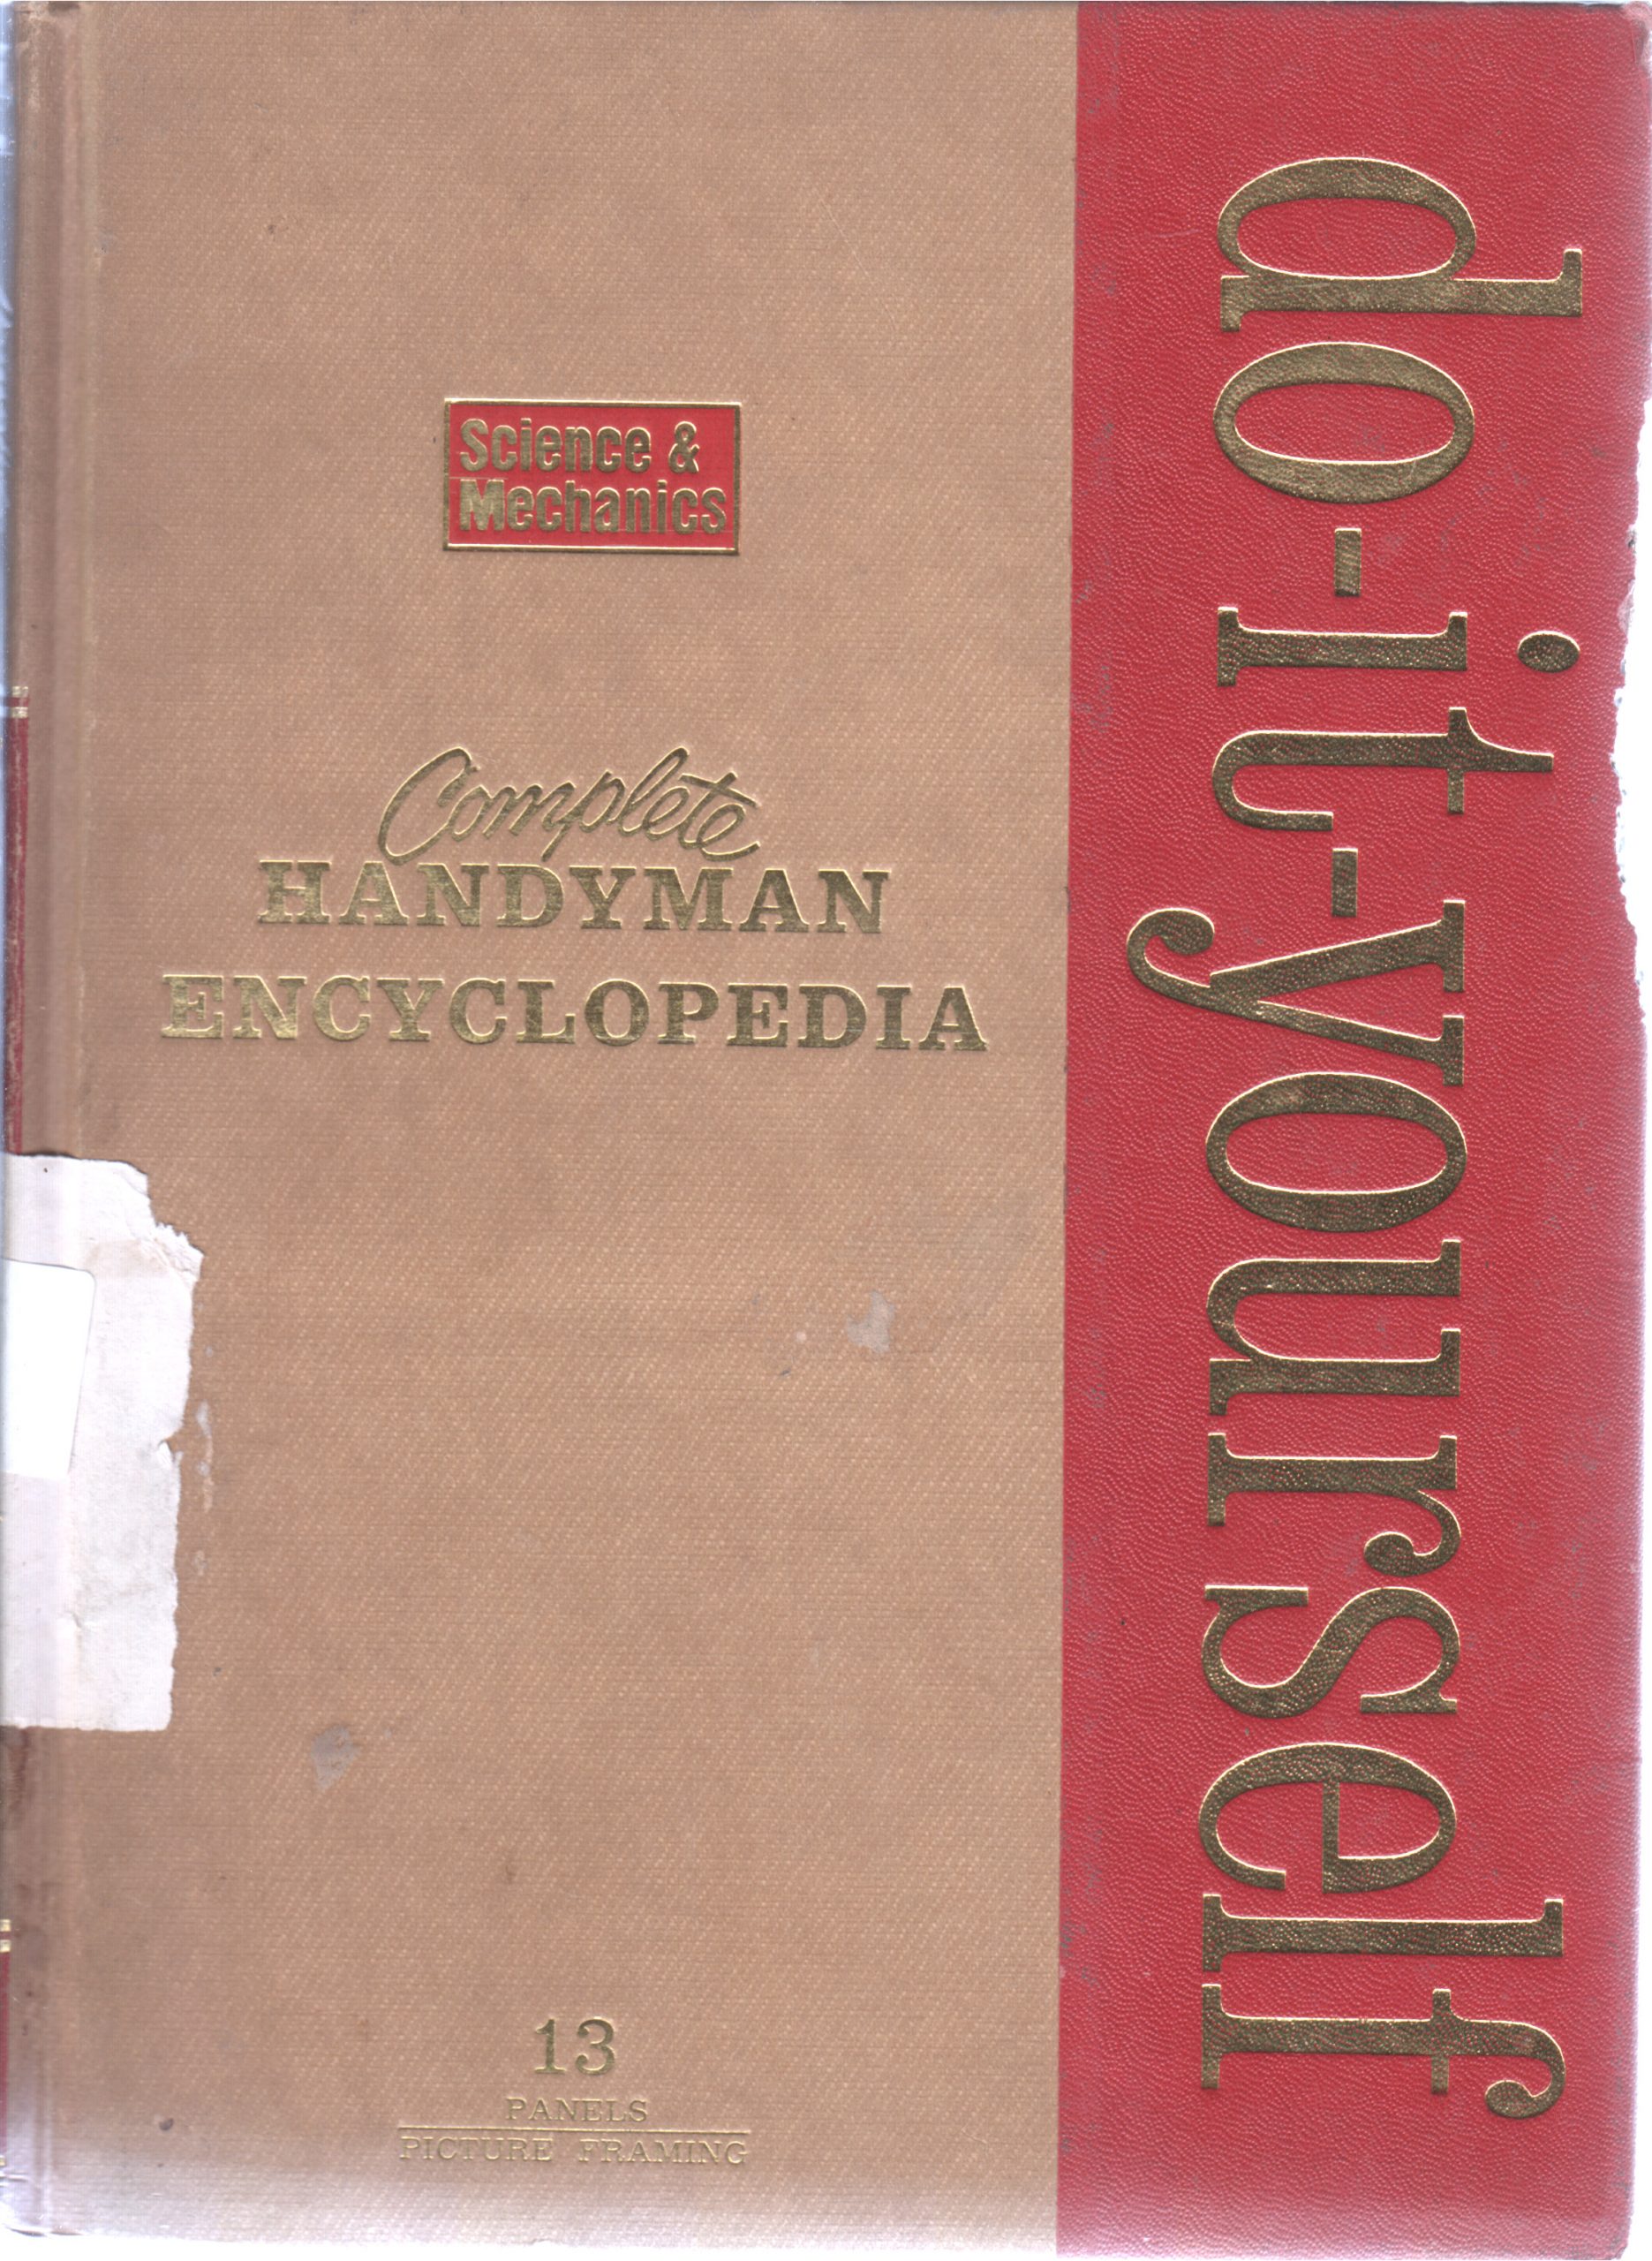 Science &
Mechanics
Complete
HANDYMAN
ENCYCLOPEDIA
13
PANELS
PICTURE FRAMING
do-it-yourself